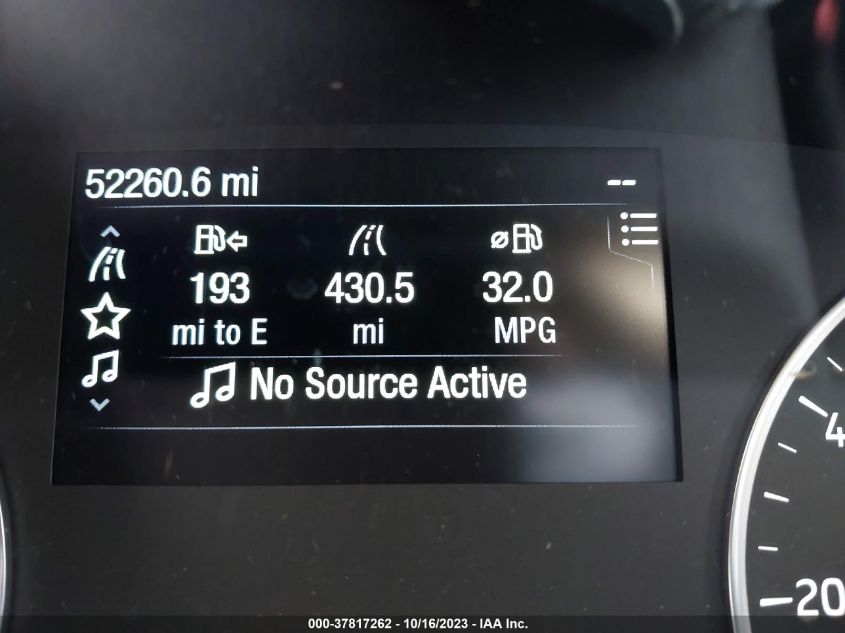 52260.6 mi --
193 430.5 32.0
mi to E mi MPG
No Source Active
4
20
000-37817262 - 10/16/2023 - IAA Inc.